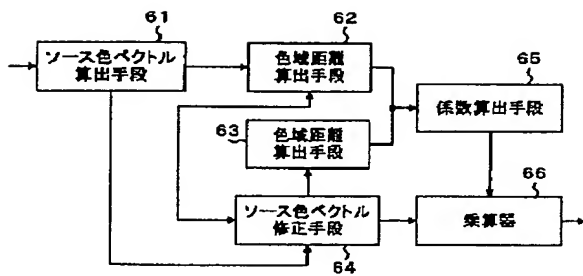 61
ソース色ベクトル
算出手段
62
色域距離
算出手段
63
色域距離
算出手段
ソース色ベクトル
修正手段
64
65
係数算出手段
66
乗算器